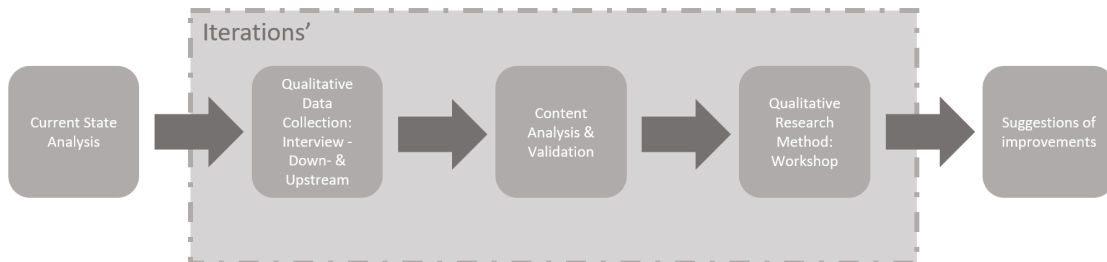 Iterations’
Current State
Analysis
Qualitative
Data
Collection:
Interview -
Down- &
Upstream
Content
Analysis &
Validation
Qualitative
Research
Method:
Workshop
Suggestions of
improvements